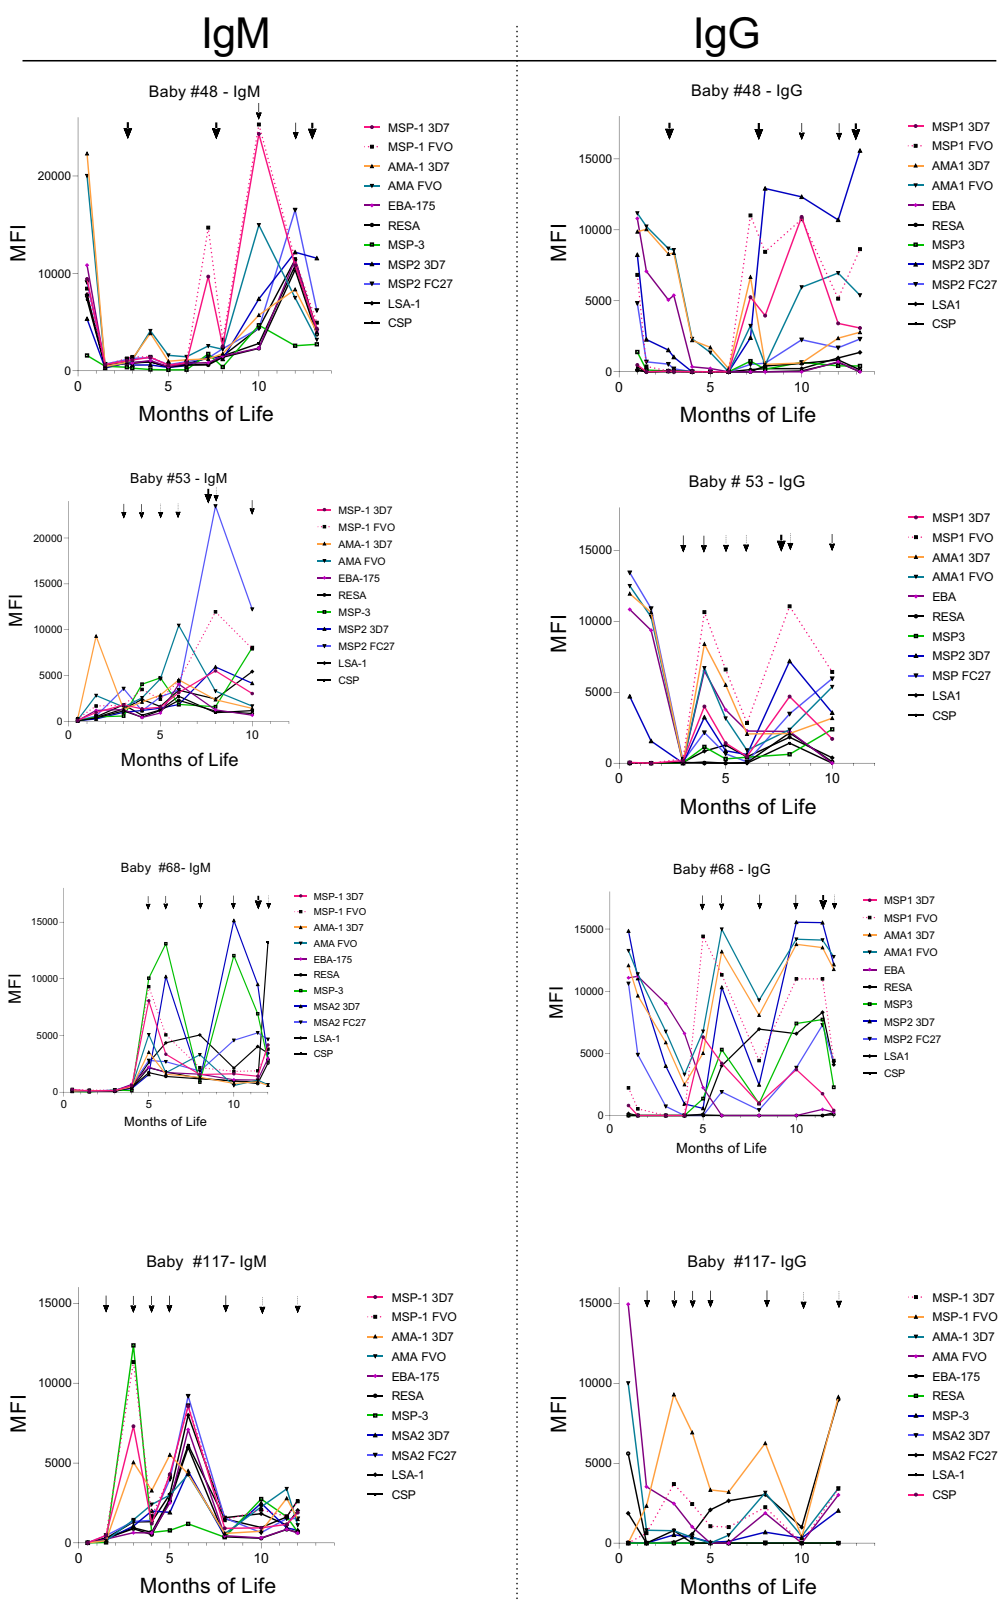 IgM
IgG
Baby #48 - IgM
MFI
20000
10000
0
0
5
10
Months of Life
MSP-1 3D7
MSP-1 FVO
AMA-1 3D7
AMA FVO
EBA-175
RESA
MSP-3
MSP2 3D7
MSP2 FC27
LSA-1
CSP
Baby #48 - IgG
MFI
15000
10000
5000
0
0
5
10
Months of Life
MSP1 3D7
MSP1 FVO
AMA1 3D7
AMA1 FVO
EBA
RESA
MSP3
MSP2 3D7
MSP2 FC27
LSA1
CSP
Baby #53 - IgM
MFI
20000
15000
10000
5000
0
0
5
10
Months of Life
MSP-1 3D7
MSP-1 FVO
AMA-1 3D7
AMA FVO
EBA-175
RESA
MSP-3
MSP2 3D7
MSP2 FC27
LSA-1
CSP
Baby # 53 - IgG
MFI
15000
10000
5000
0
0
5
10
Months of Life
MSP1 3D7
MSP1 FVO
AMA1 3D7
AMA1 FVO
EBA
RESA
MSP3
MSP2 3D7
MSP FC27
LSA1
CSP
Baby #68- IgM
MFI
15000
10000
5000
0
0
5
10
Months of Life
MSP-1 3D7
MSP-1 FVO
AMA-1 3D7
AMA FVO
EBA-175
RESA
MSP-3
MSA2 3D7
MSA2 FC27
LSA-1
CSP
Baby #68 - IgG
MFI
15000
10000
5000
0
0
5
10
Months of Life
MSP1 3D7
MSP1 FVO
AMA1 3D7
AMA1 FVO
EBA
RESA
MSP3
MSP2 3D7
MSP2 FC27
LSA1
CSP
Baby #117- IgM
MFI
15000
10000
5000
0
0
5
10
Months of Life
MSP-1 3D7
MSP-1 FVO
AMA-1 3D7
AMA FVO
EBA-175
RESA
MSP-3
MSA2 3D7
MSA2 FC27
LSA-1
CSP
Baby #117- IgG
MFI
15000
10000
5000
0
0
5
10
Months of Life
MSP-1 3D7
MSP-1 FVO
AMA-1 3D7
AMA FVO
EBA-175
RESA
MSP-3
MSA2 3D7
MSA2 FC27
LSA-1
CSP